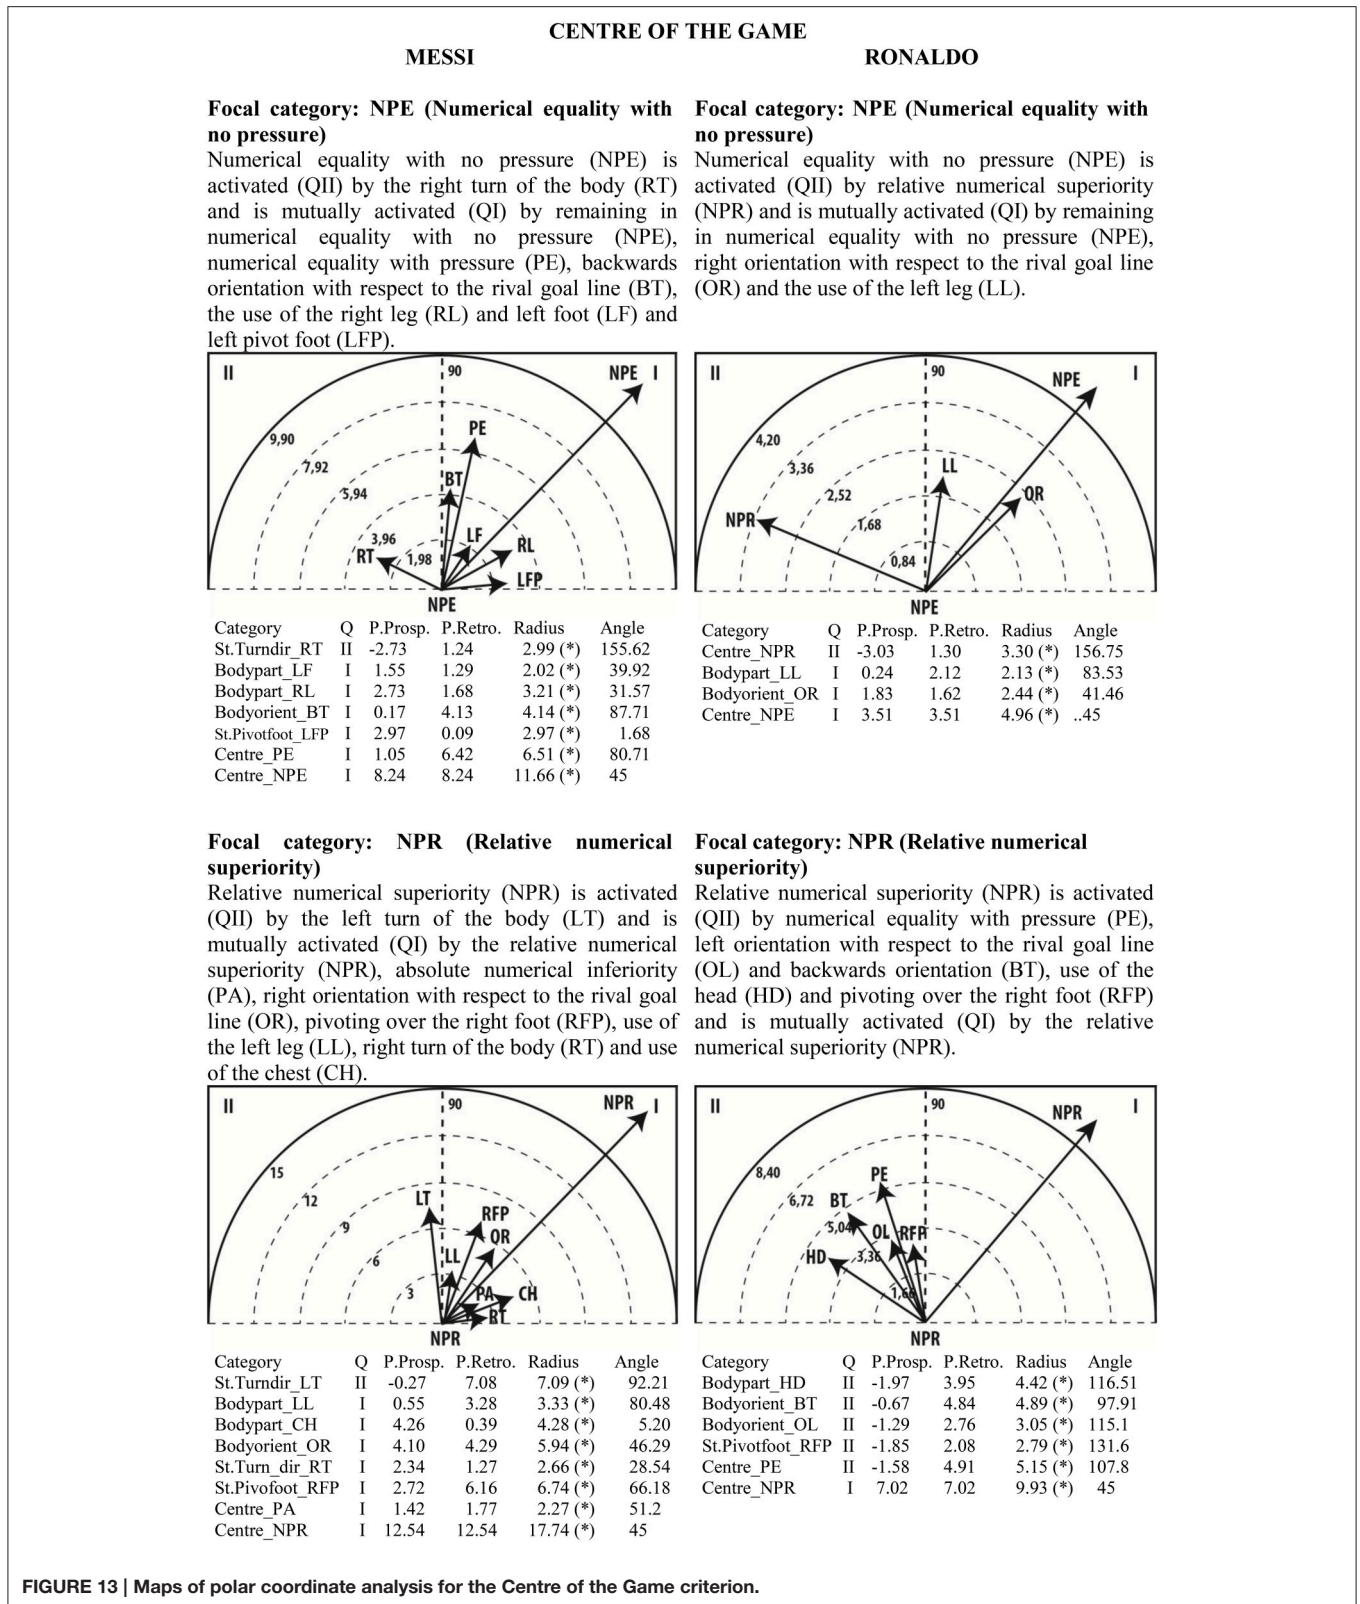 CENTRE OF THE GAME
MESSI
RONALDO
Focal category: NPE (Numerical equality with
no pressure)
Numerical equality with no pressure (NPE) is
activated (QII) by the right turn of the body (RT)
and is mutually activated (QI) by remaining in
numerical equality with no pressure (NPE),
numerical equality with pressure (PE), backwards
orientation with respect to the rival goal line (BT),
the use of the right leg (RL) and left foot (LF) and
left pivot foot (LFP).
II
90
NPE I
9,90
7,92
5,94
3,96
1,98
PE
BT
LF
RL
RT
LFP
NPE
Category Q P.Prosp. P.Retro. Radius Angle
St.Turndir_RT II -2.73 1.24 2.99 (*) 155.62
Bodypart_LF I 1.55 1.29 2.02 (*) 39.92
Bodypart_RL I 2.73 1.68 3.21 (*) 31.57
Bodyorient_BT I 0.17 4.13 4.14 (*) 87.71
St.Pivotfoot_LFP I 2.97 0.09 2.97 (*) 1.68
Centre_PE I 1.05 6.42 6.51 (*) 80.71
Centre_NPE I 8.24 8.24 11.66 (*) 45
Focal category: NPE (Numerical equality with
no pressure)
Numerical equality with no pressure (NPE) is
activated (QII) by relative numerical superiority
(NPR) and is mutually activated (QI) by remaining
in numerical equality with no pressure (NPE),
right orientation with respect to the rival goal line
(OR) and the use of the left leg (LL).
II
90
NPE I
4,20
3,36
2,52
1,68
0,84
LL
OR
NPR
NPE
Category Q P.Prosp. P.Retro. Radius Angle
Centre_NPR II -3.03 1.30 3.30 (*) 156.75
Bodypart_LL I 0.24 2.12 2.13 (*) 83.53
Bodyorient_OR I 1.83 1.62 2.44 (*) 41.46
Centre_NPE I 3.51 3.51 4.96 (*) ..45
Focal category: NPR (Relative numerical
superiority)
Relative numerical superiority (NPR) is activated
(QII) by the left turn of the body (LT) and is
mutually activated (QI) by the relative numerical
superiority (NPR), absolute numerical inferiority
(PA), right orientation with respect to the rival goal
line (OR), pivoting over the right foot (RFP), use of
the left leg (LL), right turn of the body (RT) and use
of the chest (CH).
II
90
NPR I
15
12
9
6
3
LT
RFP
OR
LL
PA
CH
RT
NPR
Category Q P.Prosp. P.Retro. Radius Angle
St.Turndir_LT II -0.27 7.08 7.09 (*) 92.21
Bodypart_LL I 0.55 3.28 3.33 (*) 80.48
Bodypart_CH I 4.26 0.39 4.28 (*) 5.20
Bodyorient_OR I 4.10 4.29 5.94 (*) 46.29
St.Turn_dir_RT I 2.34 1.27 2.66 (*) 28.54
St.Pivofoot_RFP I 2.72 6.16 6.74 (*) 66.18
Centre_PA I 1.42 1.77 2.27 (*) 51.2
Centre_NPR I 12.54 12.54 17.74 (*) 45
Focal category: NPR (Relative numerical
superiority)
Relative numerical superiority (NPR) is activated
(QII) by numerical equality with pressure (PE),
left orientation with respect to the rival goal line
(OL) and backwards orientation (BT), use of the
head (HD) and pivoting over the right foot (RFP)
and is mutually activated (QI) by the relative
numerical superiority (NPR).
II
90
NPR I
8,40
6,72
5,04
3,36
1,68
PE
BT
OL
RFP
HD
NPR
Category Q P.Prosp. P.Retro. Radius Angle
Bodypart_HD II -1.97 3.95 4.42 (*) 116.51
Bodyorient_BT II -0.67 4.84 4.89 (*) 97.91
Bodyorient_OL II -1.29 2.76 3.05 (*) 115.1
St.Pivotfoot_RFP II -1.85 2.08 2.79 (*) 131.6
Centre_PE II -1.58 4.91 5.15 (*) 107.8
Centre_NPR I 7.02 7.02 9.93 (*) 45
FIGURE 13 | Maps of polar coordinate analysis for the Centre of the Game criterion.